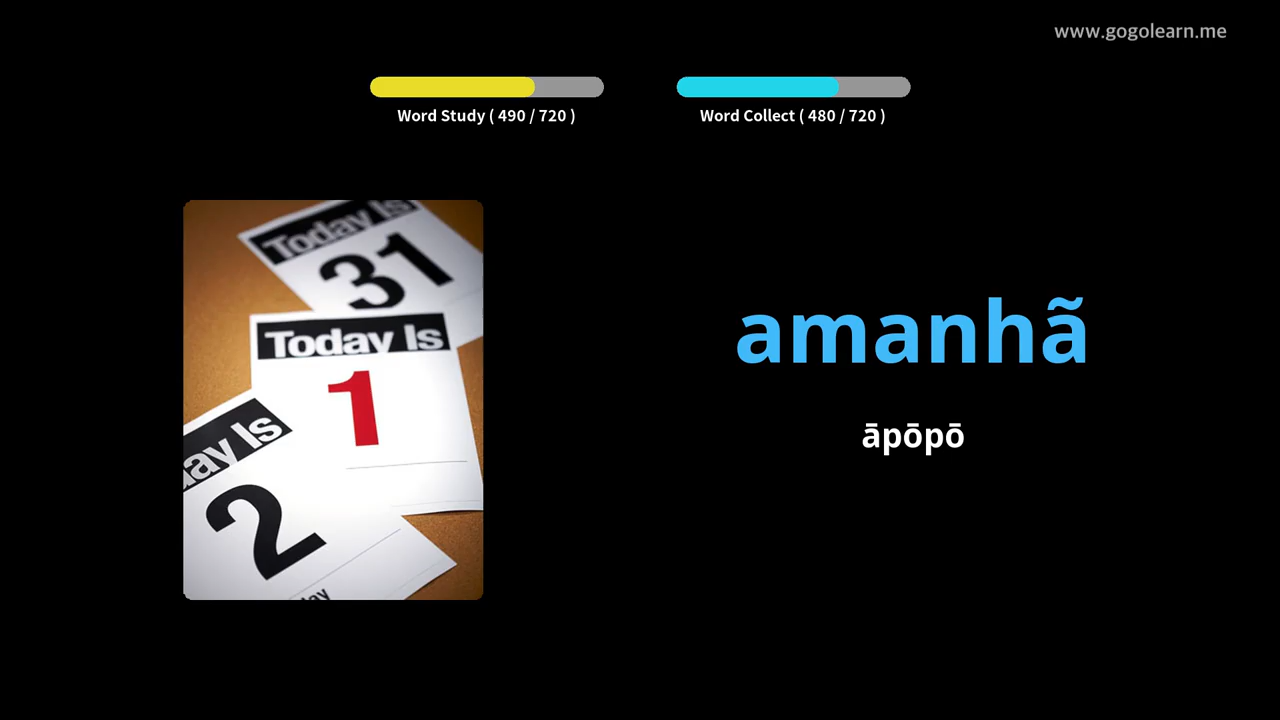 www.gogolearn.me
Word Study ( 490 / 720 )
Word Collect ( 480 / 720 )
Today Is
31
Today Is
1
ay Is
2
amanhã
āpōpō